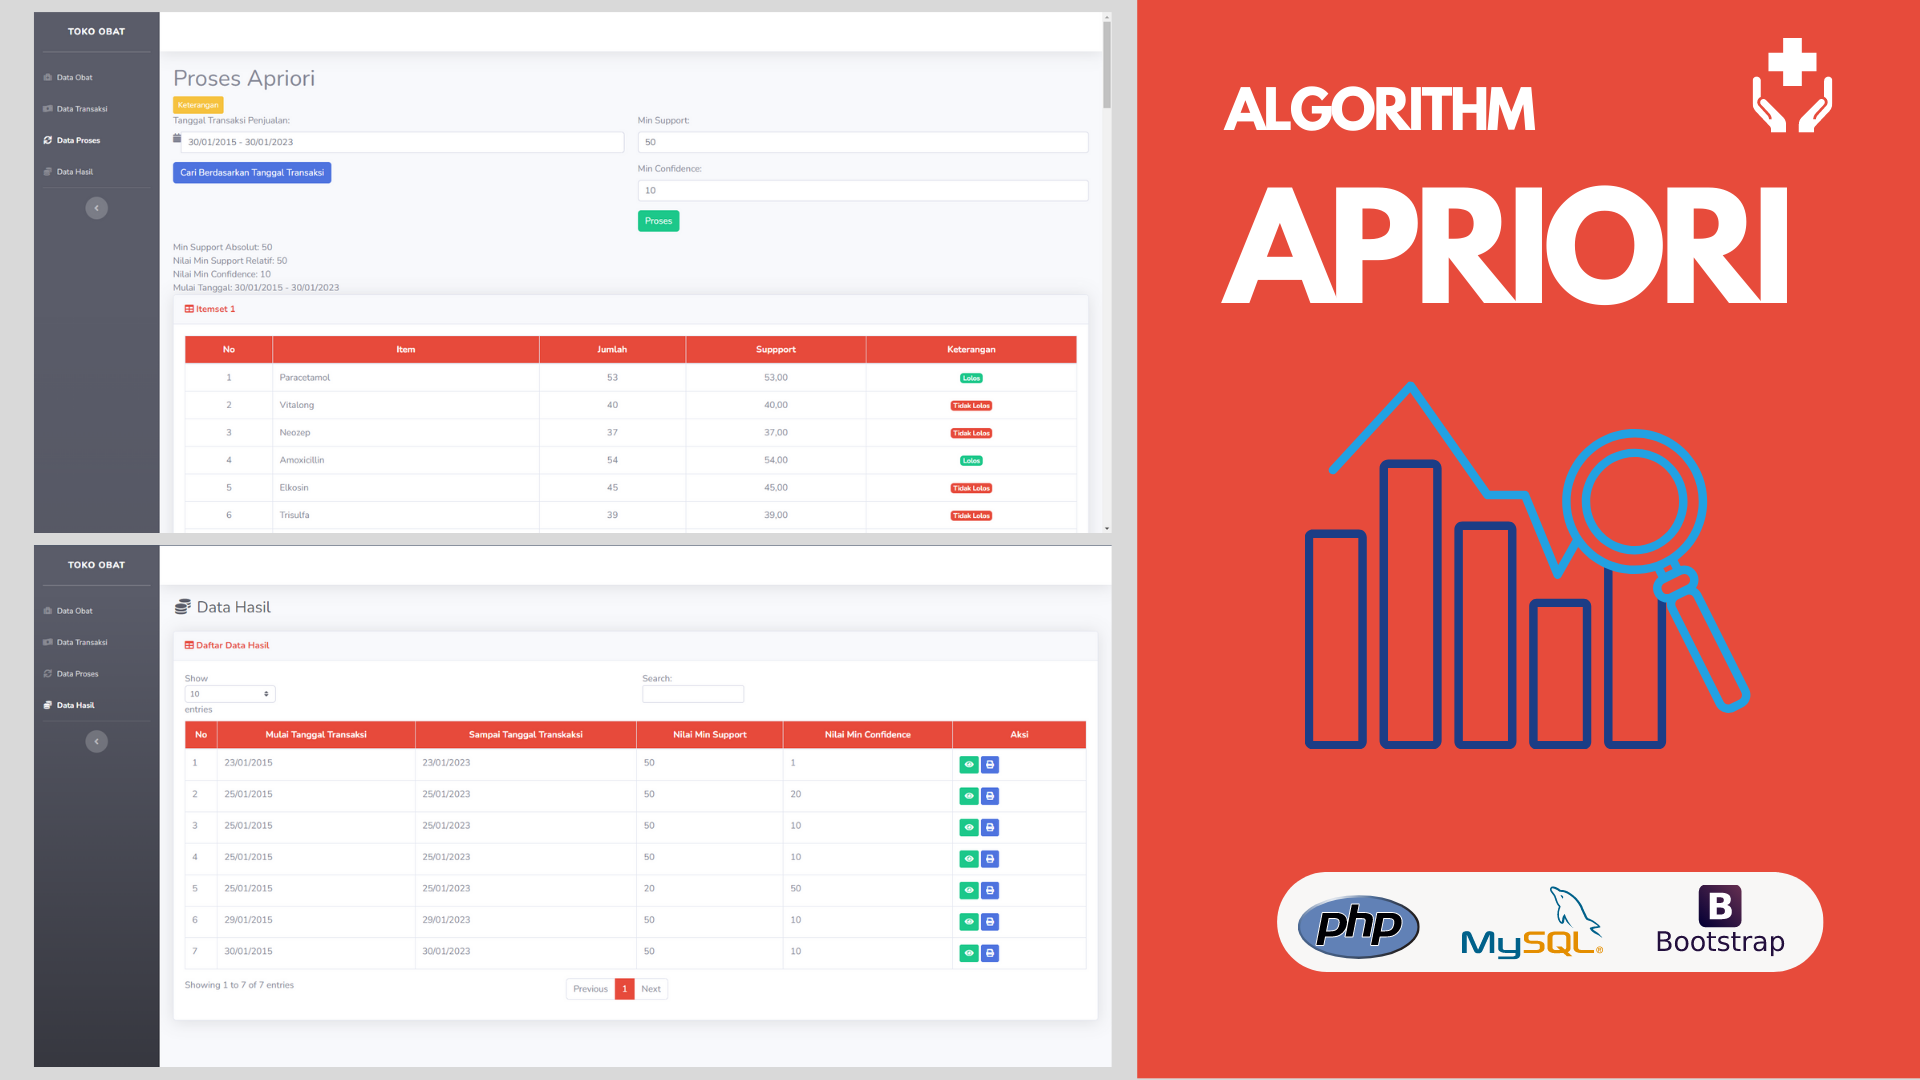 TOKO OBAT
Data Obat
Data Transaksi
Data Proses
Data Hasil
Proses Apriori
Keterangan
Tanggal Transaksi Penjualan:
30/01/2015 - 30/01/2023
Cari Berdasarkan Tanggal Transaksi
Min Support:
50
Min Confidence:
10
Proses
Min Support Absolut: 50
Nilai Min Support Relatif: 50
Nilai Min Confidence: 10
Mulai Tanggal: 30/01/2015 - 30/01/2023
Itemset 1
No Item Jumlah Suppport Keterangan
1 Paracetamol 53 53,00 Lolos
2 Vitalong 40 40,00 Tidak Lolos
3 Neozep 37 37,00 Tidak Lolos
4 Amoxicillin 54 54,00 Lolos
5 Elkosin 45 45,00 Tidak Lolos
6 Trisulfa 39 39,00 Tidak Lolos
TOKO OBAT
Data Obat
Data Transaksi
Data Proses
Data Hasil
Data Hasil
Daftar Data Hasil
Show
10
entries
Search:
No Mulai Tanggal Transaksi Sampai Tanggal Transkaksi Nilai Min Support Nilai Min Confidence Aksi
1 23/01/2015 23/01/2023 50 1
2 25/01/2015 25/01/2023 50 20
3 25/01/2015 25/01/2023 50 10
4 25/01/2015 25/01/2023 50 10
5 25/01/2015 25/01/2023 20 50
6 29/01/2015 29/01/2023 50 10
7 30/01/2015 30/01/2023 50 10
Showing 1 to 7 of 7 entries
Previous 1 Next
ALGORITHM
APRIORI
php
MySQL®
B
Bootstrap